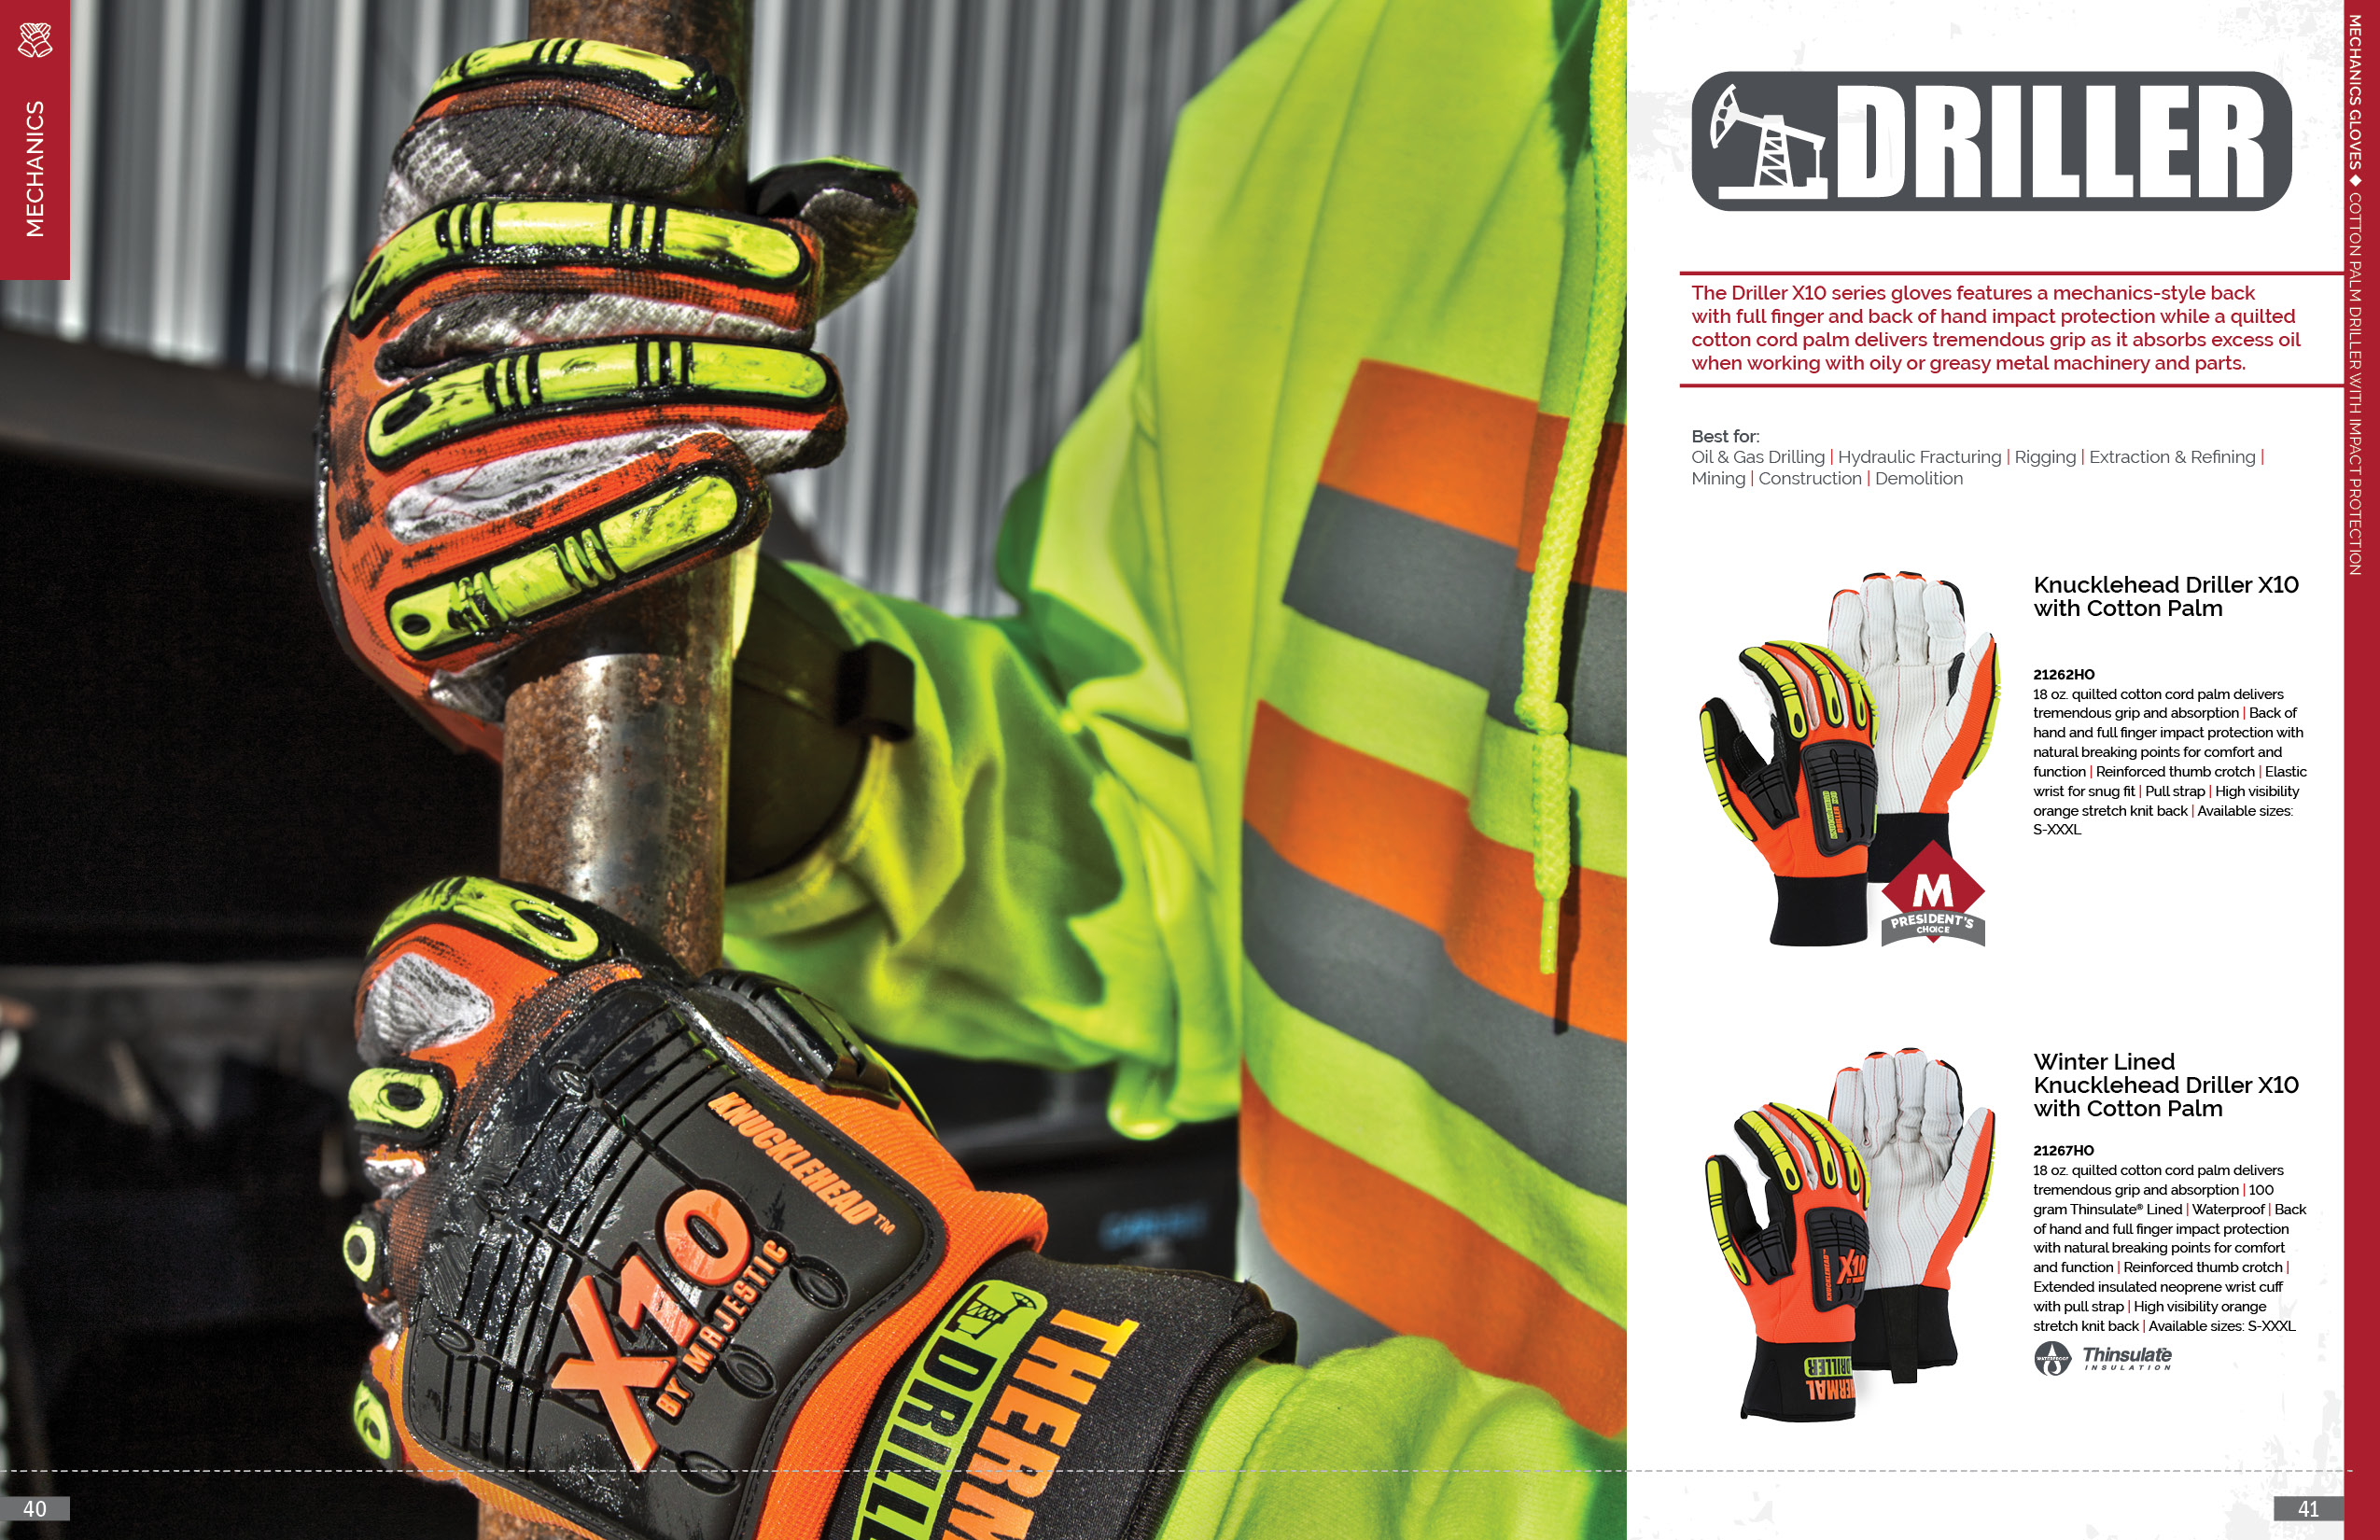 MECHANICS
KNUCKLEHEAD™
X10
BY MAJESTIC
DRILL
THERM
40
DRILLER
The Driller X10 series gloves features a mechanics-style back
with full finger and back of hand impact protection while a quilted
cotton cord palm delivers tremendous grip as it absorbs excess oil
when working with oily or greasy metal machinery and parts.
Best for:
Oil & Gas Drilling | Hydraulic Fracturing | Rigging | Extraction & Refining |
Mining | Construction | Demolition
Knucklehead Driller X10
with Cotton Palm
21262HO
18 oz. quilted cotton cord palm delivers
tremendous grip and absorption | Back of
hand and full finger impact protection with
natural breaking points for comfort and
function | Reinforced thumb crotch | Elastic
wrist for snug fit | Pull strap | High visibility
orange stretch knit back | Available sizes:
S-XXXL
M
PRESIDENT'S
CHOICE
Winter Lined
Knucklehead Driller X10
with Cotton Palm
21267HO
18 oz. quilted cotton cord palm delivers
tremendous grip and absorption | 100
gram Thinsulate® Lined | Waterproof | Back
of hand and full finger impact protection
with natural breaking points for comfort
and function | Reinforced thumb crotch |
Extended insulated neoprene wrist cuff
with pull strap | High visibility orange
stretch knit back | Available sizes: S-XXXL
WATERPROOF
Thinsulate
INSULATION
KNUCKLEHEAD
X10
DRILLER
THERMAL
MECHANICS GLOVES ◆ COTTON PALM DRILLER WITH IMPACT PROTECTION
41